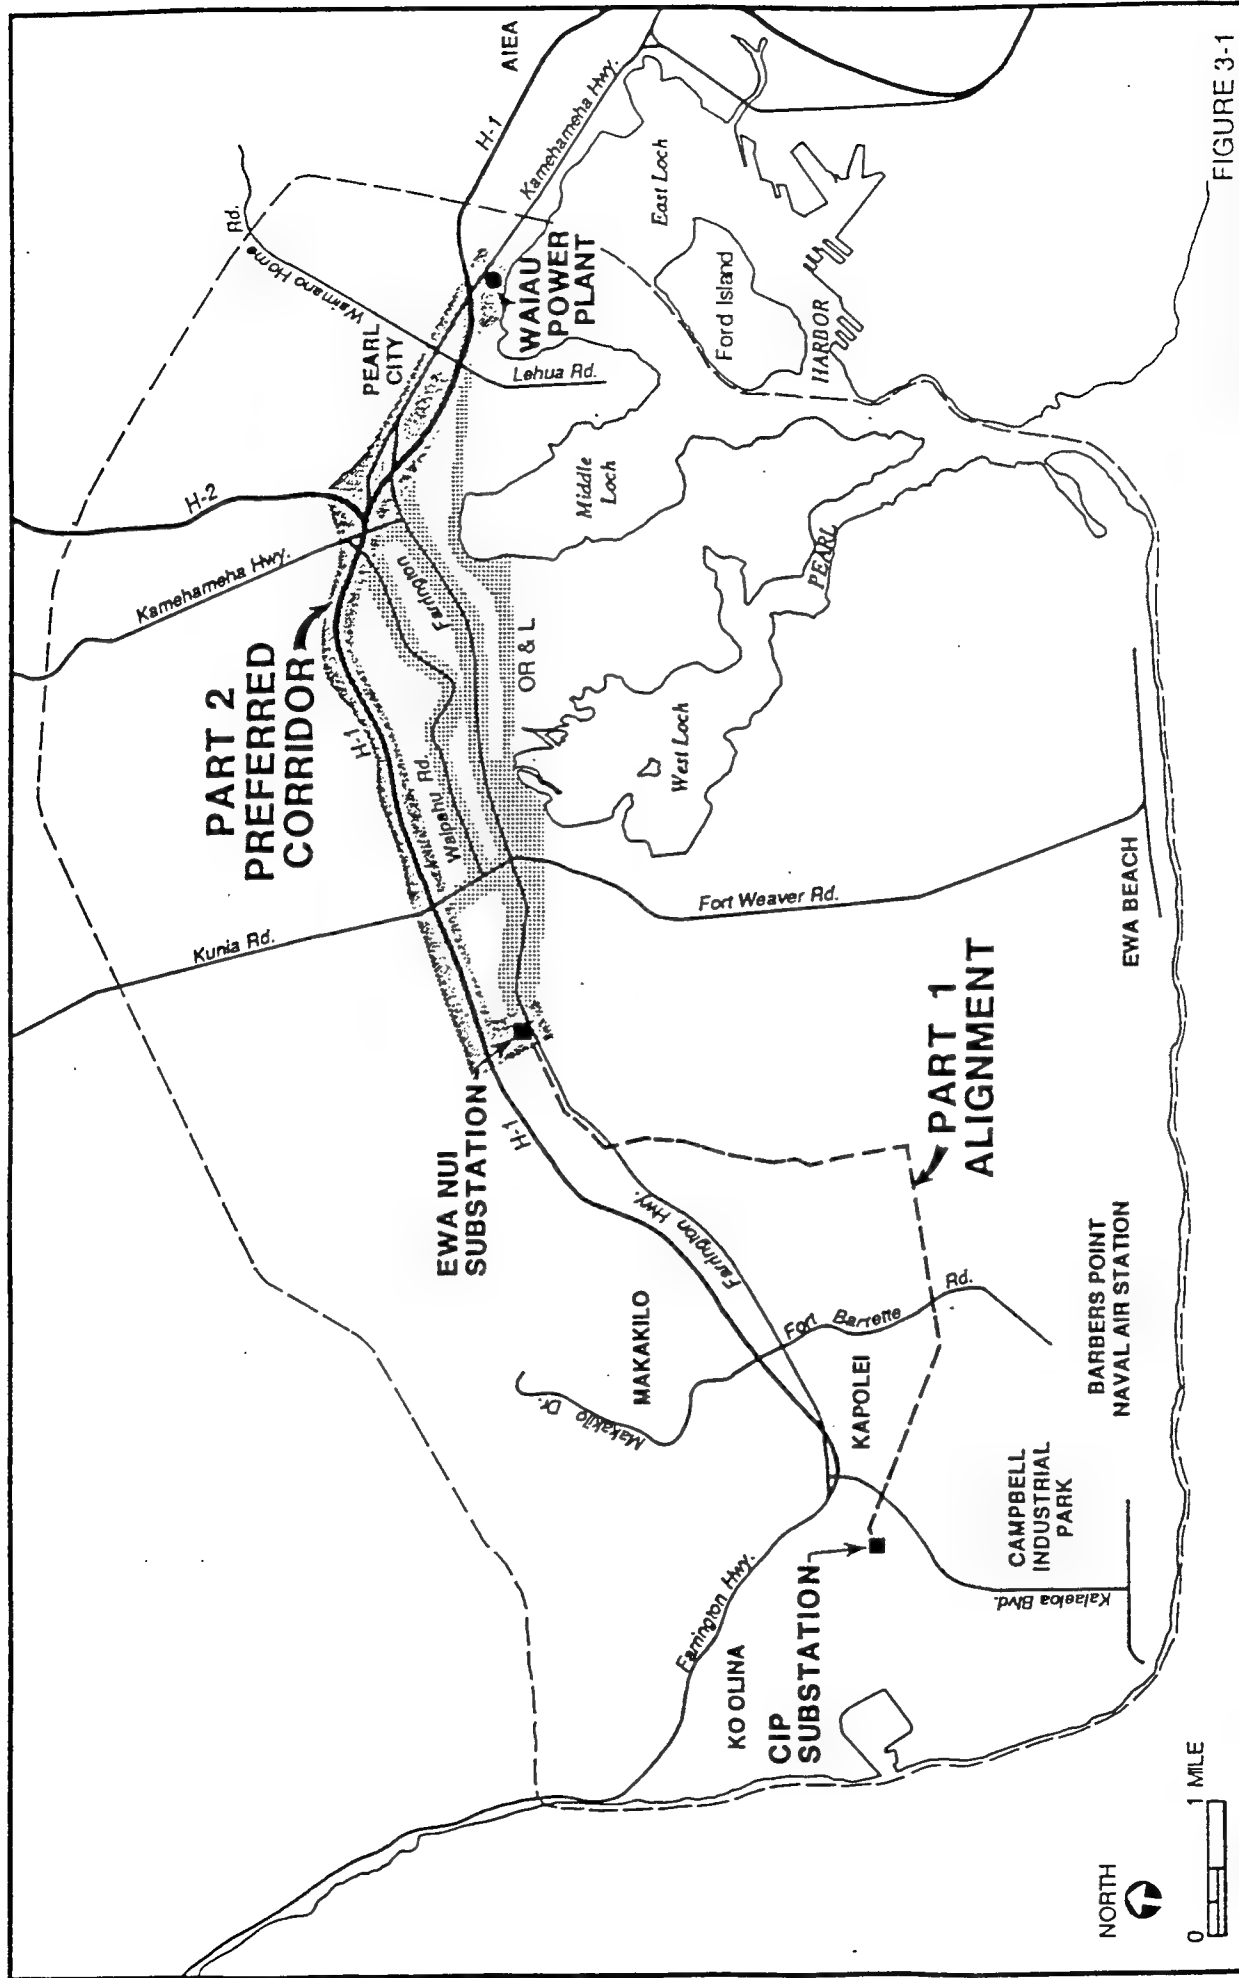 AIEA
H-1
Kamehameha Hwy.
Waimano Home
Rd.
PEARL
CITY
WAIAU
POWER
PLANT
Lehua Rd.
East Loch
Ford Island
HARBOR
Middle
Loch
PEARL
West Loch
H-2
Kamehameha Hwy.
PART 2
PREFERRED
CORRIDOR
H-1
Farrington
Waipahu Rd.
OR & L
Kunia Rd.
Fort Weaver Rd.
EWA BEACH
EWA NUI
SUBSTATION
H-1
PART 1
ALIGNMENT
Farrington Hwy.
MAKAKILO
Makakilo Dr.
Fort Barrette Rd.
KAPOLEI
BARBERS POINT
NAVAL AIR STATION
CAMPBELL
INDUSTRIAL
PARK
Kalaeloa Blvd.
Farrington Hwy.
KO OLINA
CIP
SUBSTATION
NORTH
0 1 MILE
FIGURE 3-1